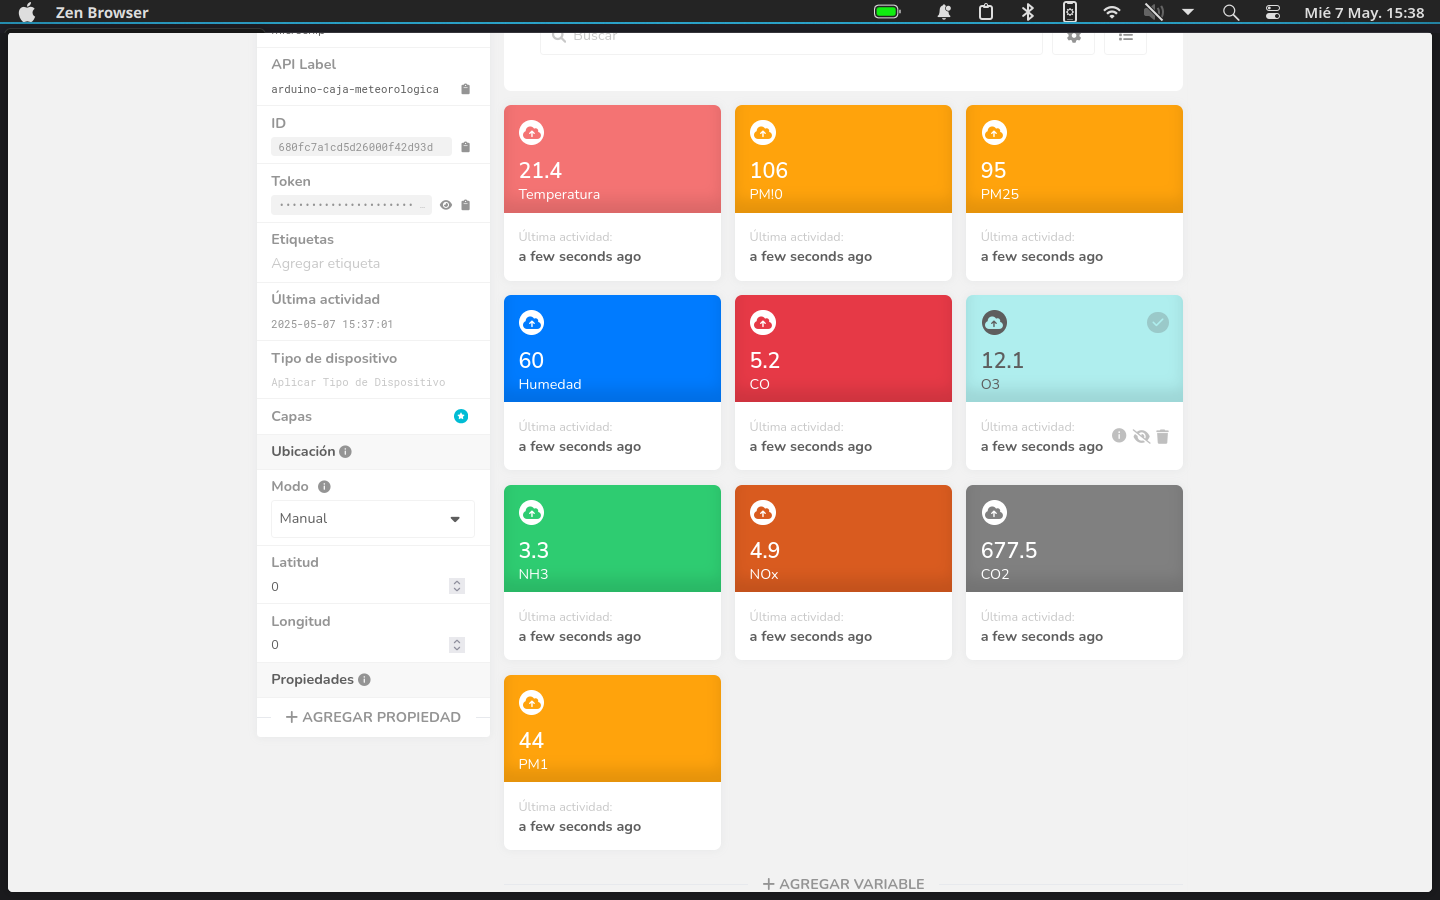 Zen Browser
Mié 7 May. 15:38
microchip
API Label
arduino-caja-meteorologica
ID
680fc7a1cd5d26000f42d93d
Token
Etiquetas
Agregar etiqueta
Última actividad
2025-05-07 15:37:01
Tipo de dispositivo
Aplicar Tipo de Dispositivo
Capas
Ubicación
Modo
Manual
Latitud
0
Longitud
0
Propiedades
AGREGAR PROPIEDAD
Buscar
21.4
Temperatura
Última actividad:
a few seconds ago
106
PM!0
Última actividad:
a few seconds ago
95
PM25
Última actividad:
a few seconds ago
60
Humedad
Última actividad:
a few seconds ago
5.2
CO
Última actividad:
a few seconds ago
12.1
O3
Última actividad:
a few seconds ago
3.3
NH3
Última actividad:
a few seconds ago
4.9
NOx
Última actividad:
a few seconds ago
677.5
CO2
Última actividad:
a few seconds ago
44
PM1
Última actividad:
a few seconds ago
AGREGAR VARIABLE